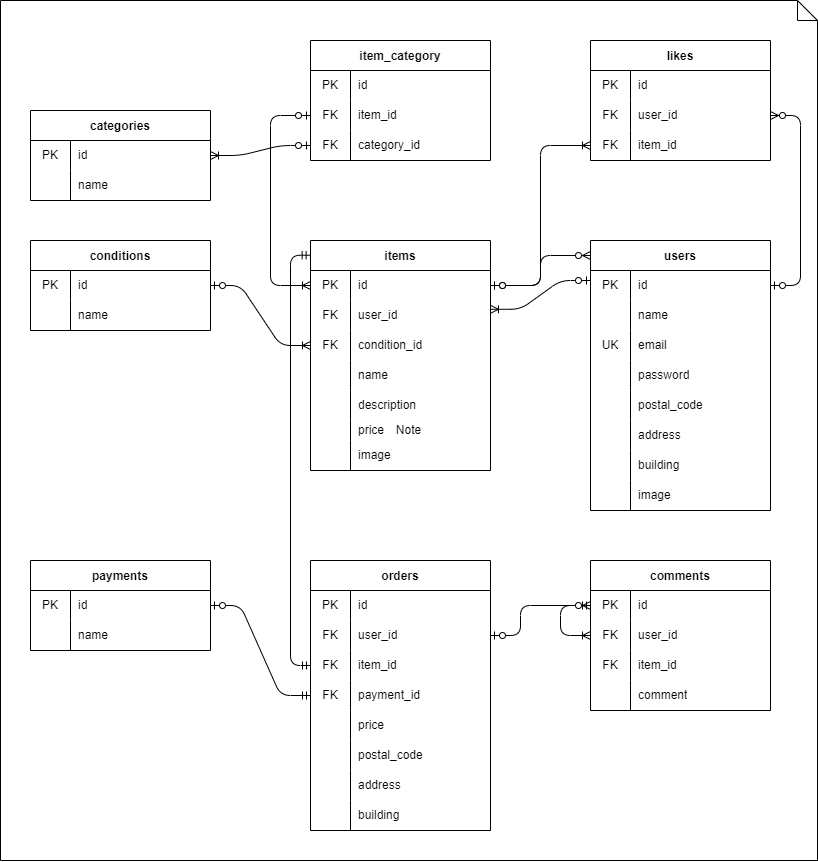 item_category
PK id
FK item_id
FK category_id
likes
PK id
FK user_id
FK item_id
categories
PK id
name
conditions
PK id
name
items
PK id
FK user_id
FK condition_id
name
description
price Note
image
users
PK id
name
UK email
password
postal_code
address
building
image
payments
PK id
name
orders
PK id
FK user_id
FK item_id
FK payment_id
price
postal_code
address
building
comments
PK id
FK user_id
FK item_id
comment